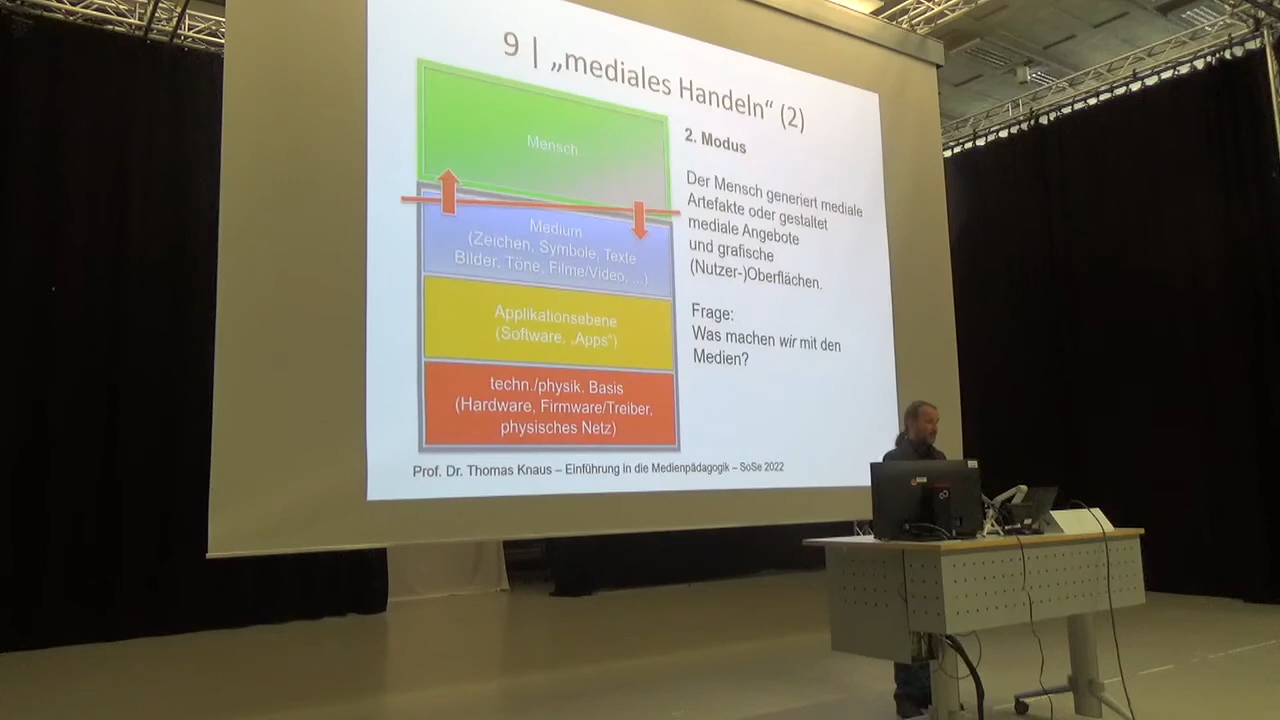 9 | „mediales Handeln“ (2)
Mensch
Medium
(Zeichen, Symbole, Texte
Bilder, Töne, Filme/Video, ...)
Applikationsebene
(Software, „Apps“)
techn./physik. Basis
(Hardware, Firmware/Treiber,
physisches Netz)
2. Modus
Der Mensch generiert mediale
Artefakte oder gestaltet
mediale Angebote
und grafische
(Nutzer-)Oberflächen.
Frage:
Was machen wir mit den
Medien?
Prof. Dr. Thomas Knaus – Einführung in die Medienpädagogik – SoSe 2022